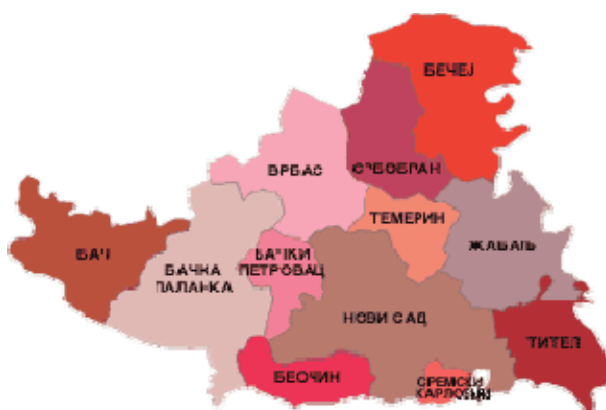 БЕЧЕЈ
ВРБАС
СРБОБРАН
ТЕМЕРИН
ЖАБАЉ
БАЧ
БАЧКА
ПАЛАНКА
БАЧКИ
ПЕТРОВАЦ
НОВИ САД
ТИТЕЛ
БЕОЧИН
СРЕМСКИ
КАРЛОВЦИ